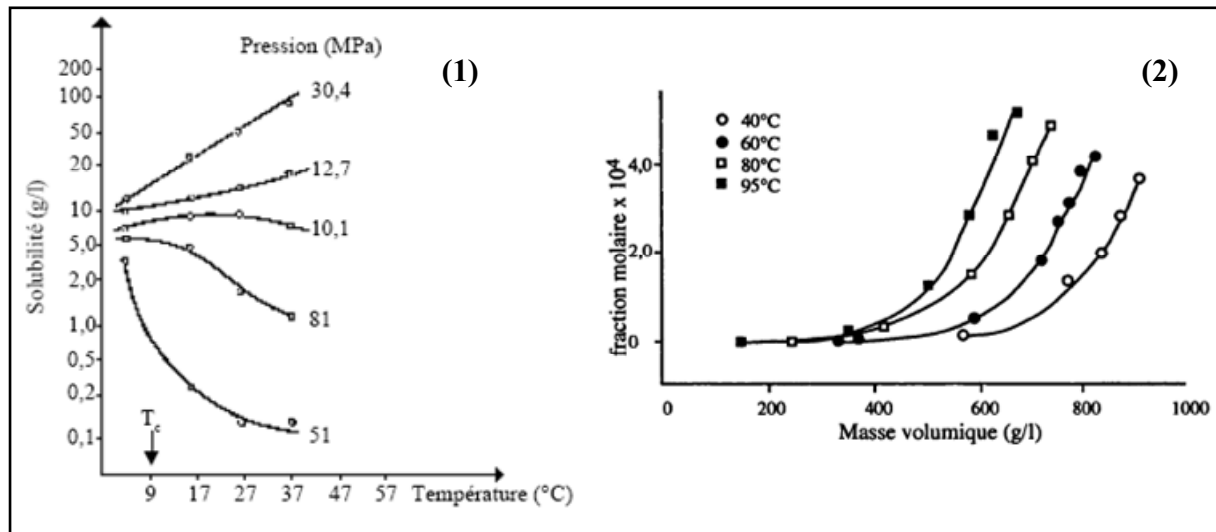 Pression (MPa)
(1)
Solubilité (g/l)
200
100
50
20
10
5,0
2,0
1,0
0,5
0,2
0,1
30,4
12,7
10,1
81
51
T_c
9 17 27 37 47 57 Température (°C)
(2)
40°C
60°C
80°C
95°C
fraction molaire x 10^4
4,0
2,0
0
0 200 400 600 800 1000
Masse volumique (g/l)